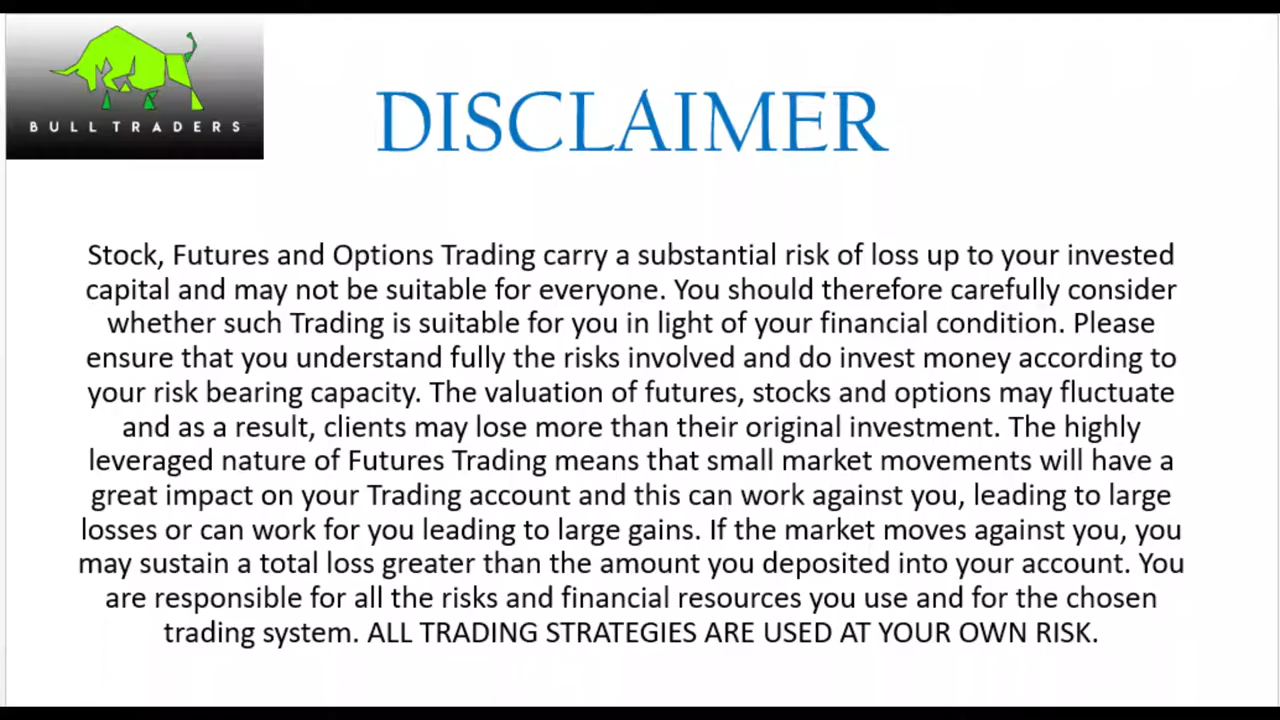 BULL TRADERS
DISCLAIMER
Stock, Futures and Options Trading carry a substantial risk of loss up to your invested
capital and may not be suitable for everyone. You should therefore carefully consider
whether such Trading is suitable for you in light of your financial condition. Please
ensure that you understand fully the risks involved and do invest money according to
your risk bearing capacity. The valuation of futures, stocks and options may fluctuate
and as a result, clients may lose more than their original investment. The highly
leveraged nature of Futures Trading means that small market movements will have a
great impact on your Trading account and this can work against you, leading to large
losses or can work for you leading to large gains. If the market moves against you, you
may sustain a total loss greater than the amount you deposited into your account. You
are responsible for all the risks and financial resources you use and for the chosen
trading system. ALL TRADING STRATEGIES ARE USED AT YOUR OWN RISK.